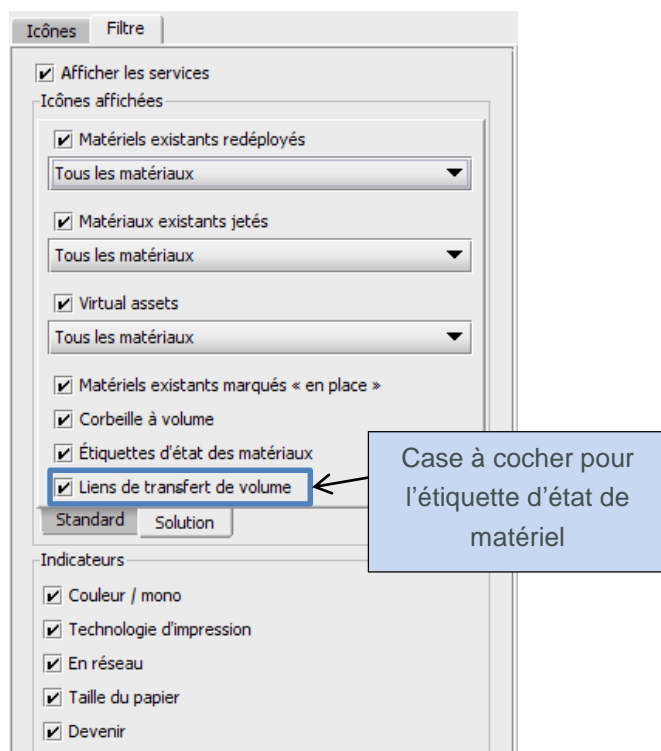 Icônes Filtre
Afficher les services
Icônes affichées
Matériels existants redéployés
Tous les matériaux
Matériaux existants jetés
Tous les matériaux
Virtual assets
Tous les matériaux
Matériels existants marqués « en place »
Corbeille à volume
Étiquettes d'état des matériaux
Liens de transfert de volume
Case à cocher pour
l'étiquette d'état de
matériel
Standard Solution
Indicateurs
Couleur / mono
Technologie d'impression
En réseau
Taille du papier
Devenir